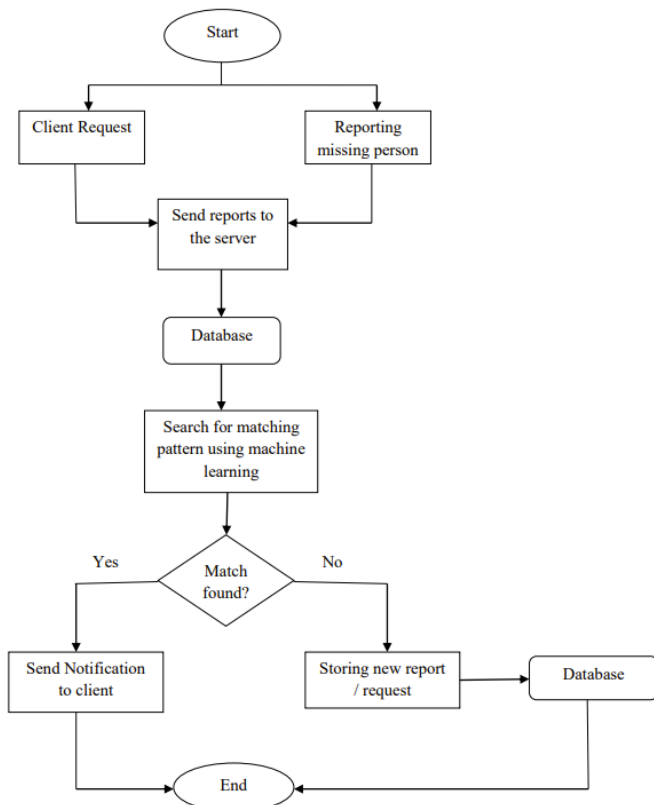 Start
Client Request
Reporting
missing person
Send reports to
the server
Database
Search for matching
pattern using machine
learning
Yes
No
Match
found?
Send Notification
to client
Storing new report
/ request
Database
End